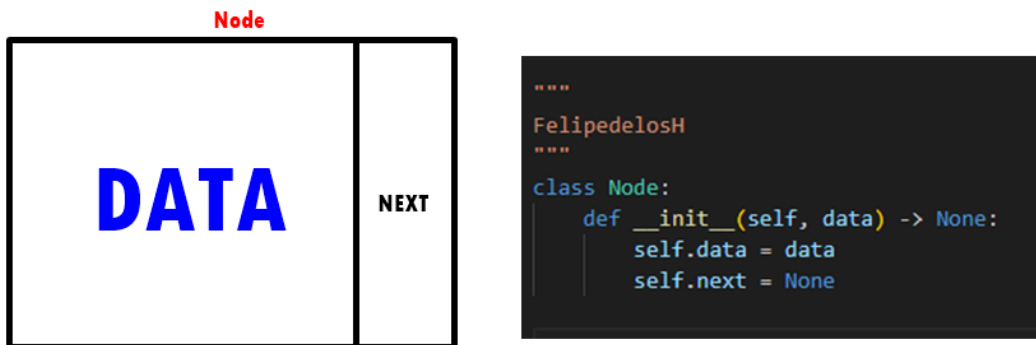 Node
DATA
NEXT
"""
FelipedelosH
"""
class Node:
    def __init__(self, data) -> None:
        self.data = data
        self.next = None